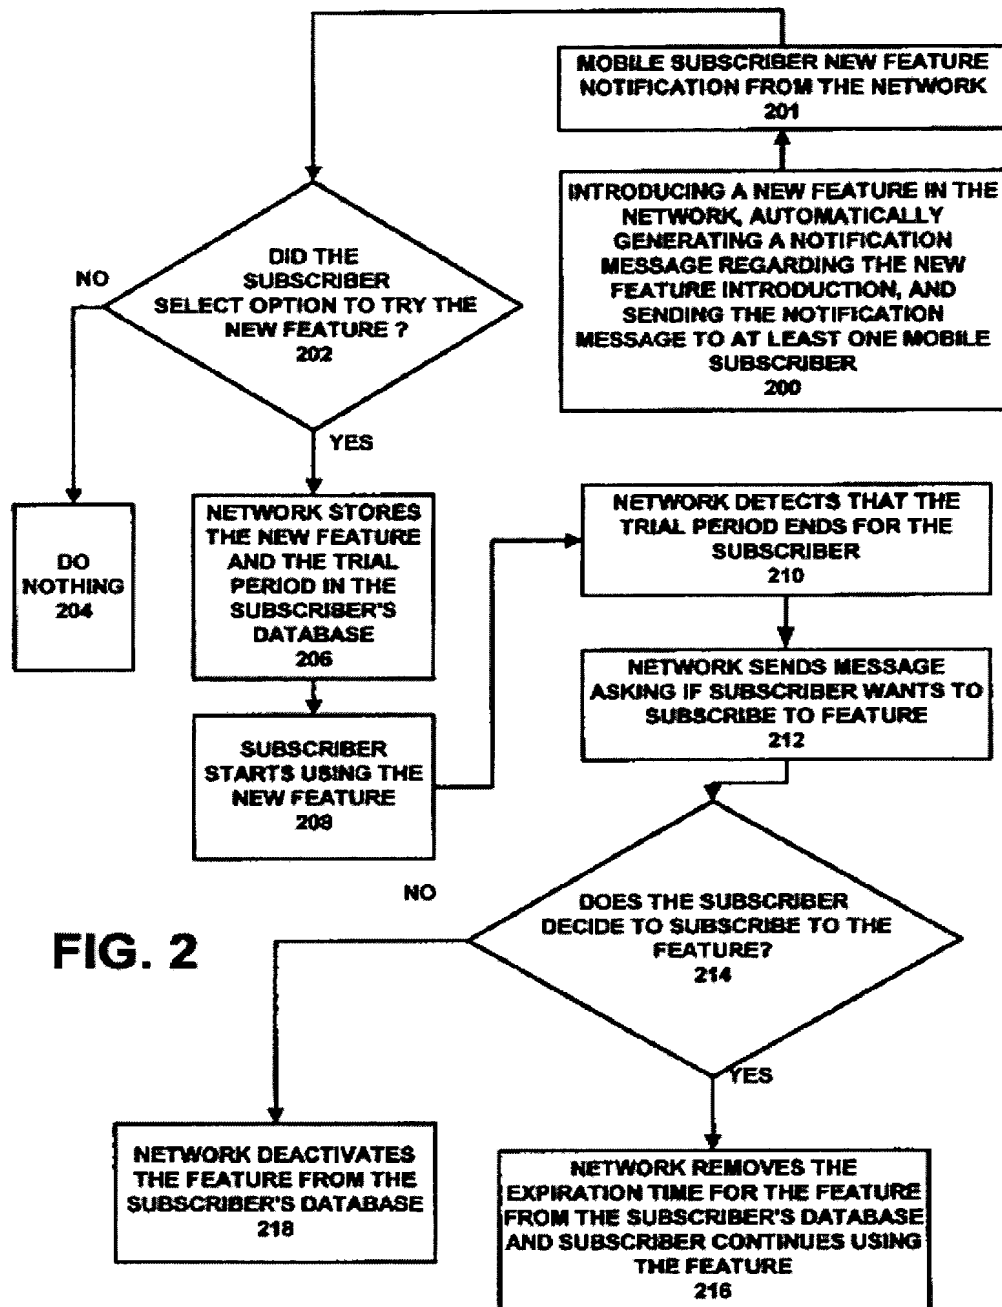 MOBILE SUBSCRIBER NEW FEATURE
NOTIFICATION FROM THE NETWORK
201
INTRODUCING A NEW FEATURE IN THE
NETWORK, AUTOMATICALLY
GENERATING A NOTIFICATION
MESSAGE REGARDING THE NEW
FEATURE INTRODUCTION, AND
SENDING THE NOTIFICATION
MESSAGE TO AT LEAST ONE MOBILE
SUBSCRIBER
200
DID THE
SUBSCRIBER
SELECT OPTION TO TRY THE
NEW FEATURE ?
202
NO
YES
DO
NOTHING
204
NETWORK STORES
THE NEW FEATURE
AND THE TRIAL
PERIOD IN THE
SUBSCRIBER'S
DATABASE
206
SUBSCRIBER
STARTS USING THE
NEW FEATURE
208
NETWORK DETECTS THAT THE
TRIAL PERIOD ENDS FOR THE
SUBSCRIBER
210
NETWORK SENDS MESSAGE
ASKING IF SUBSCRIBER WANTS TO
SUBSCRIBE TO FEATURE
212
DOES THE SUBSCRIBER
DECIDE TO SUBSCRIBE TO THE
FEATURE?
214
NO
YES
FIG. 2
NETWORK DEACTIVATES
THE FEATURE FROM THE
SUBSCRIBER'S DATABASE
218
NETWORK REMOVES THE
EXPIRATION TIME FOR THE FEATURE
FROM THE SUBSCRIBER'S DATABASE
AND SUBSCRIBER CONTINUES USING
THE FEATURE
216